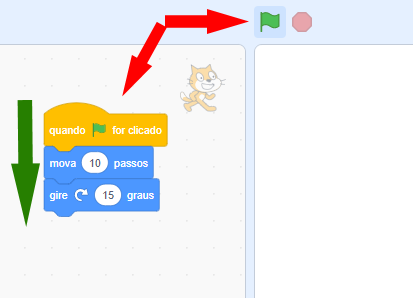 quando for clicado
mova 10 passos
gire 15 graus